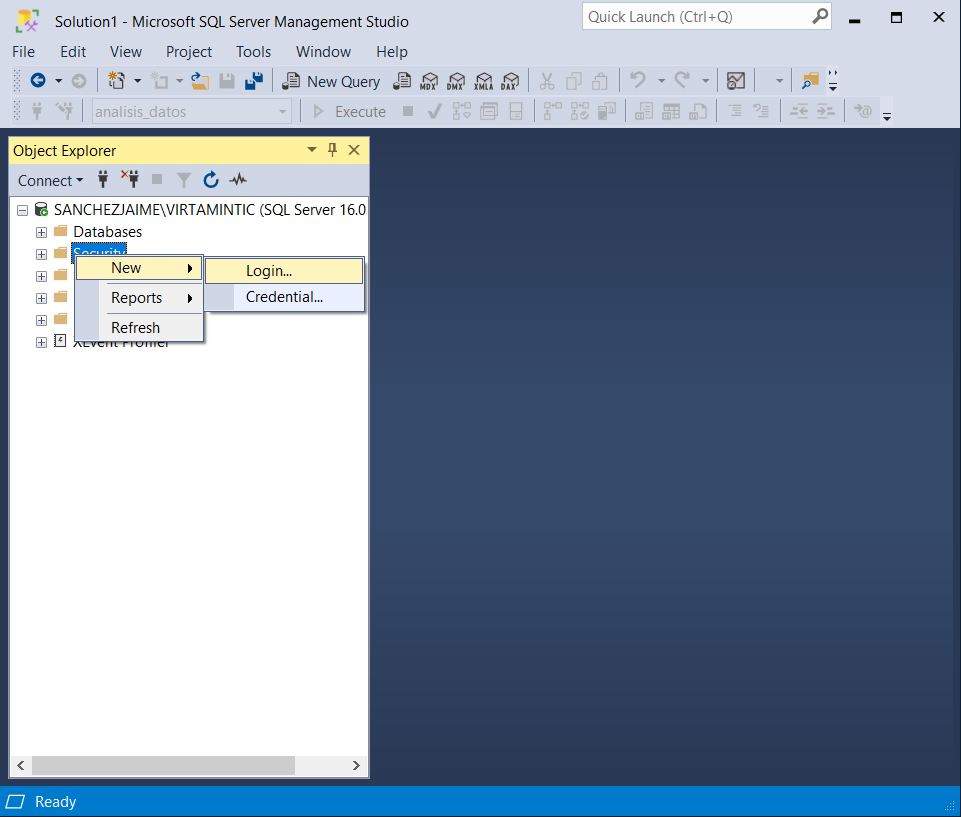 Solution1 - Microsoft SQL Server Management Studio
Quick Launch (Ctrl+Q)
File Edit View Project Tools Window Help
New Query MDX DMX XMLA DAX
analisis_datos Execute
Object Explorer
Connect
SANCHEZJAIME\VIRTAMINTIC (SQL Server 16.0
Databases
Security
New
Login...
Reports
Credential...
Refresh
XEvent Profiler
Ready